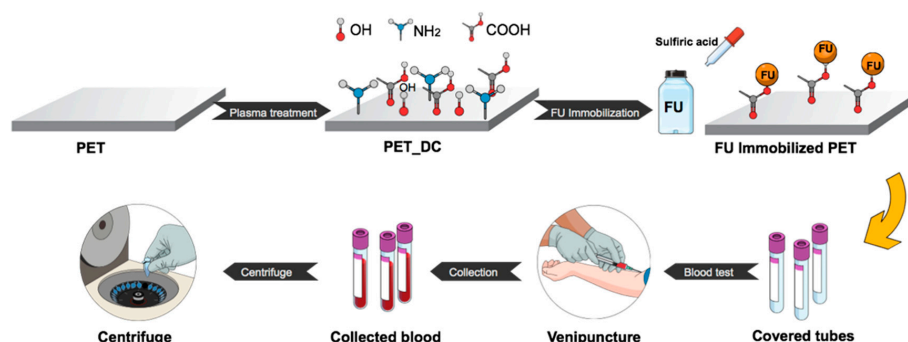 OH
NH₂
COOH
Sulfiric acid
FU
FU
FU
FU
OH
Plasma treatment
FU Immobilization
PET
PET_DC
FU Immobilized PET
Centrifuge
Collection
Blood test
Centrifuge
Collected blood
Venipuncture
Covered tubes